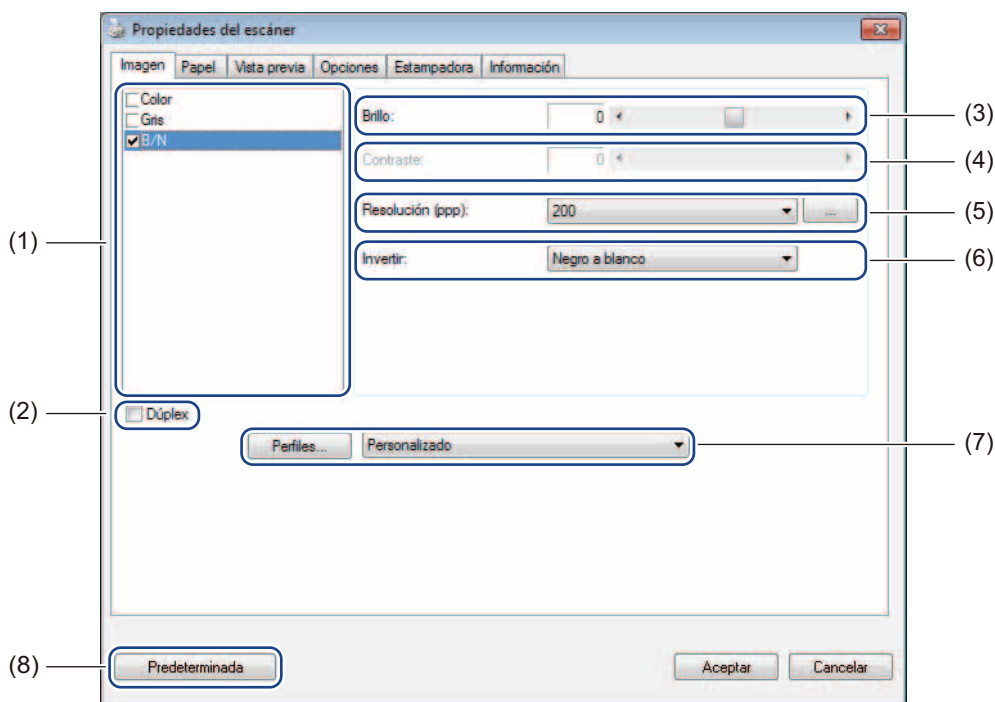 Propiedades del escáner
Imagen Papel Vista previa Opciones Estampadora Información
Color
Gris
B/N
Brillo: 0
(3)
Contraste: 0
(4)
Resolución (ppp): 200 ...
(5)
Invertir: Negro a blanco
(6)
(1)
(2)
Dúplex
Perfiles... Personalizado
(7)
(8)
Predeterminada Aceptar Cancelar